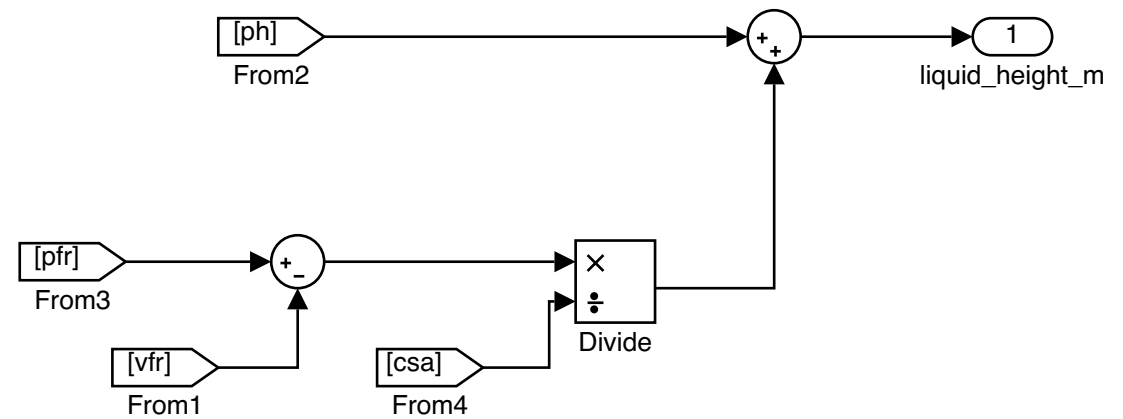 [ph]
+
+
1
From2
liquid_height_m
[pfr]
+
−
×
÷
From3
Divide
[vfr]
[csa]
From1
From4